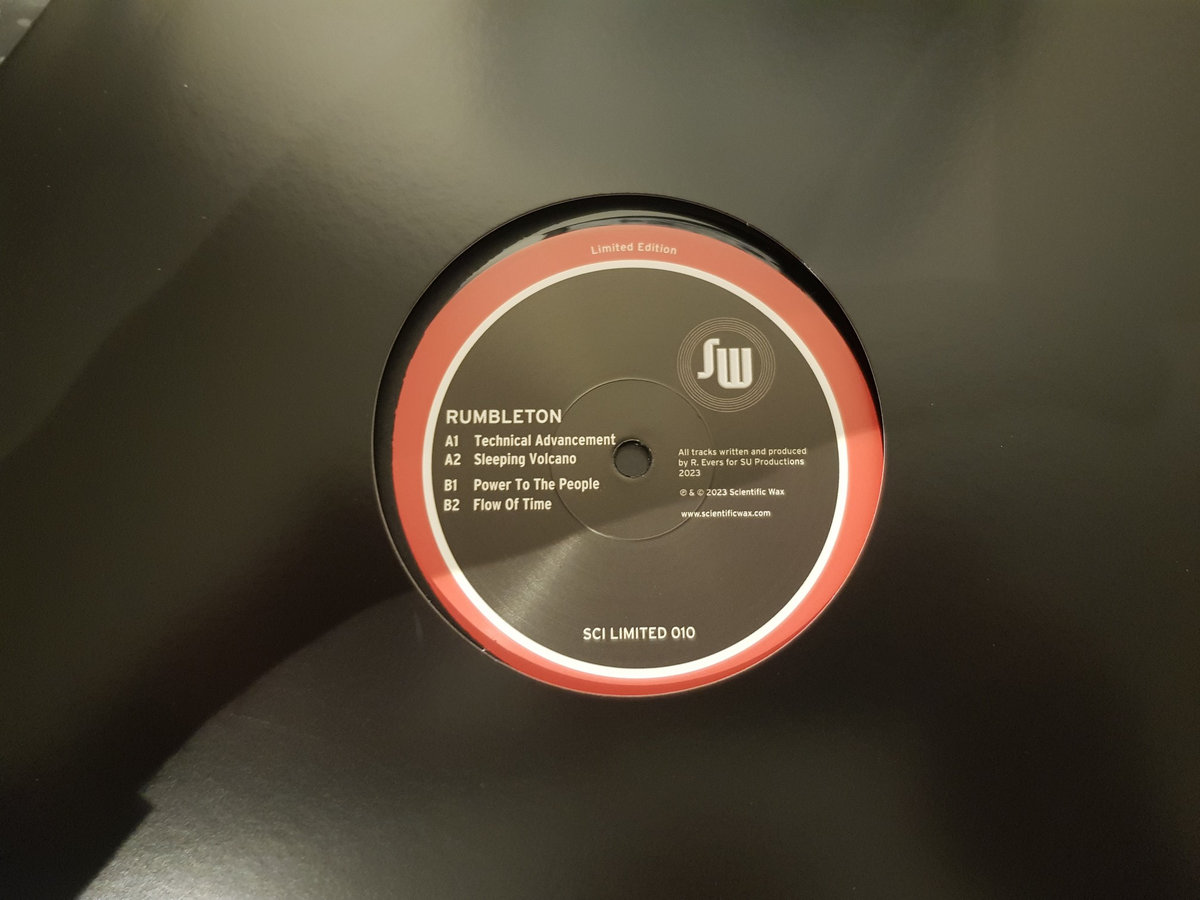 Limited Edition
SW
RUMBLETON
A1 Technical Advancement
A2 Sleeping Volcano
B1 Power To The People
B2 Flow Of Time
All tracks written and produced
by R. Evers for SU Productions
2023
℗ & © 2023 Scientific Wax
www.scientificwax.com
SCI LIMITED 010